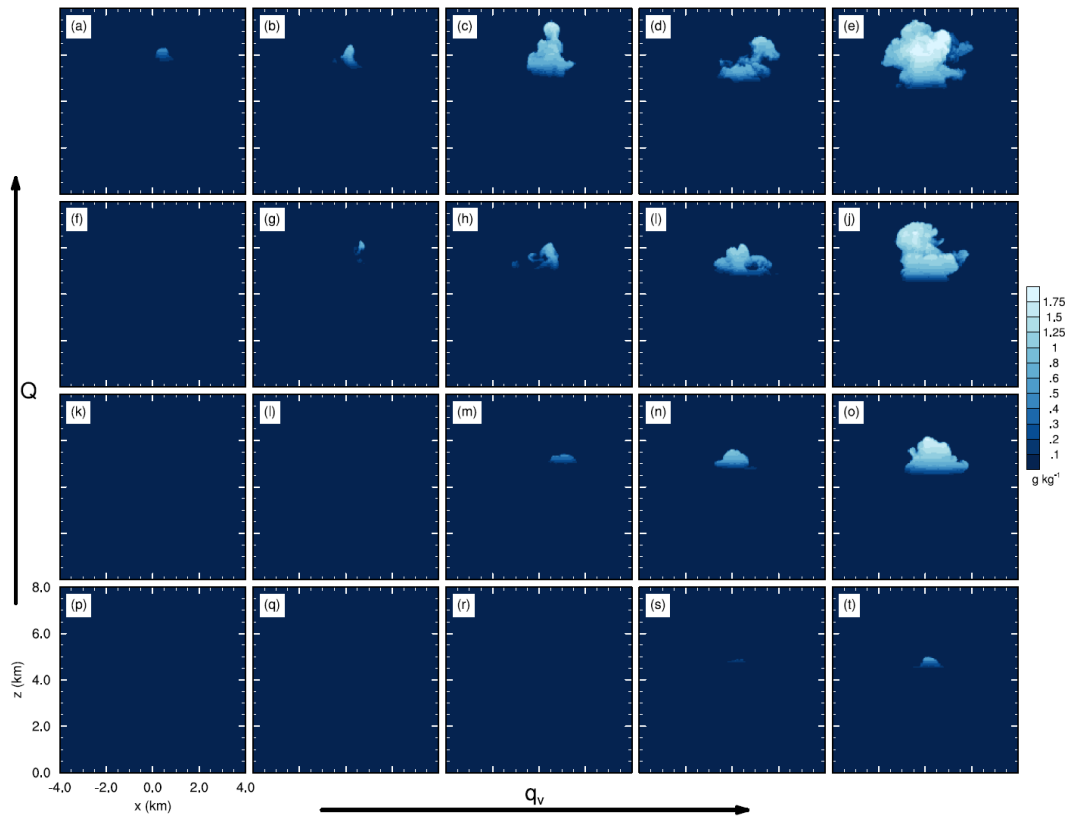 (a) (b) (c) (d) (e)
(f) (g) (h) (l) (j)
1.75
1.5
1.25
1
.8
.6
.5
.4
.3
.2
.1
g kg⁻¹
Q
(k) (l) (m) (n) (o)
8.0 (p) (q) (r) (s) (t)
6.0
4.0
2.0
0.0
z (km)
-4.0 -2.0 0.0 2.0 4.0
x (km)
qᵥ